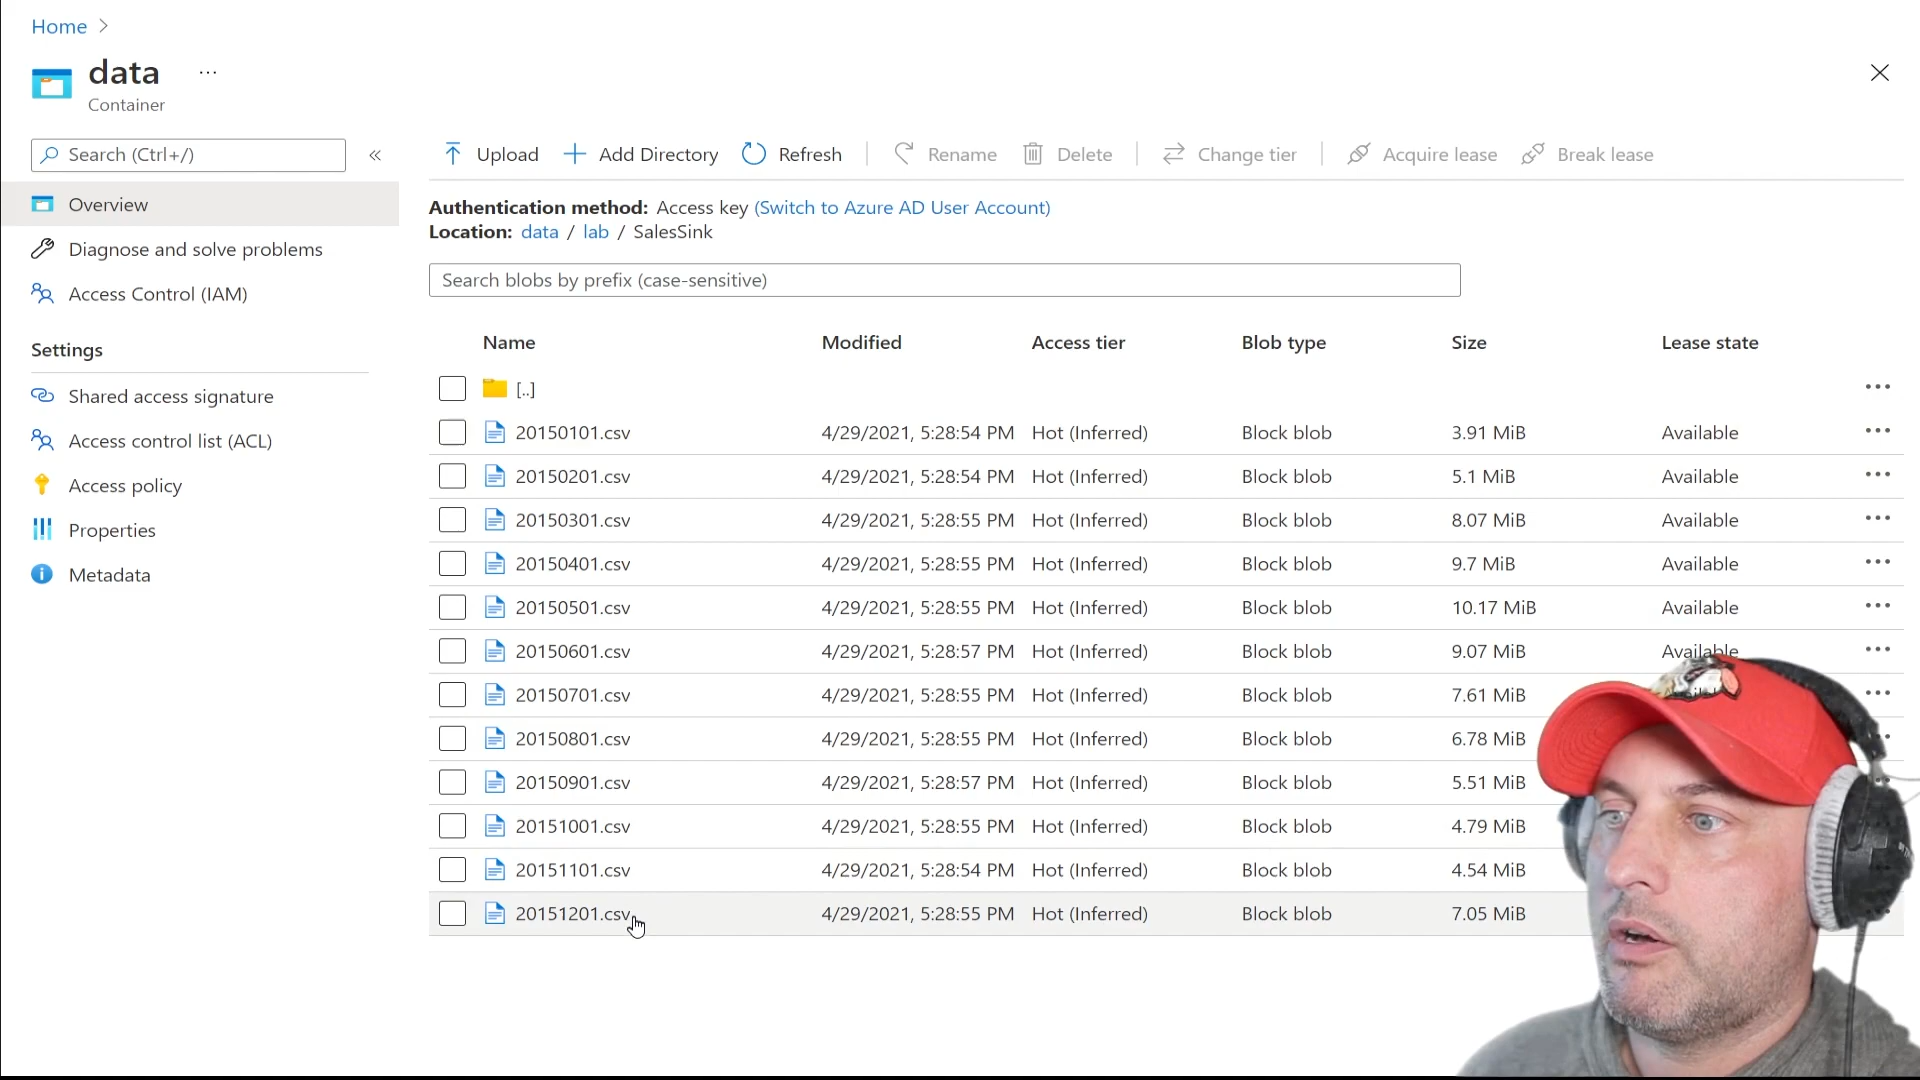 Home
data ...
Container
Search (Ctrl+/)
Overview
Diagnose and solve problems
Access Control (IAM)
Settings
Shared access signature
Access control list (ACL)
Access policy
Properties
Metadata
Upload Add Directory Refresh Rename Delete Change tier Acquire lease Break lease
Authentication method: Access key (Switch to Azure AD User Account)
Location: data / lab / SalesSink
Search blobs by prefix (case-sensitive)
Name Modified Access tier Blob type Size Lease state
[..]
20150101.csv 4/29/2021, 5:28:54 PM Hot (Inferred) Block blob 3.91 MiB Available
20150201.csv 4/29/2021, 5:28:54 PM Hot (Inferred) Block blob 5.1 MiB Available
20150301.csv 4/29/2021, 5:28:55 PM Hot (Inferred) Block blob 8.07 MiB Available
20150401.csv 4/29/2021, 5:28:55 PM Hot (Inferred) Block blob 9.7 MiB Available
20150501.csv 4/29/2021, 5:28:55 PM Hot (Inferred) Block blob 10.17 MiB Available
20150601.csv 4/29/2021, 5:28:57 PM Hot (Inferred) Block blob 9.07 MiB Available
20150701.csv 4/29/2021, 5:28:55 PM Hot (Inferred) Block blob 7.61 MiB
20150801.csv 4/29/2021, 5:28:55 PM Hot (Inferred) Block blob 6.78 MiB
20150901.csv 4/29/2021, 5:28:57 PM Hot (Inferred) Block blob 5.51 MiB
20151001.csv 4/29/2021, 5:28:55 PM Hot (Inferred) Block blob 4.79 MiB
20151101.csv 4/29/2021, 5:28:54 PM Hot (Inferred) Block blob 4.54 MiB
20151201.csv 4/29/2021, 5:28:55 PM Hot (Inferred) Block blob 7.05 MiB